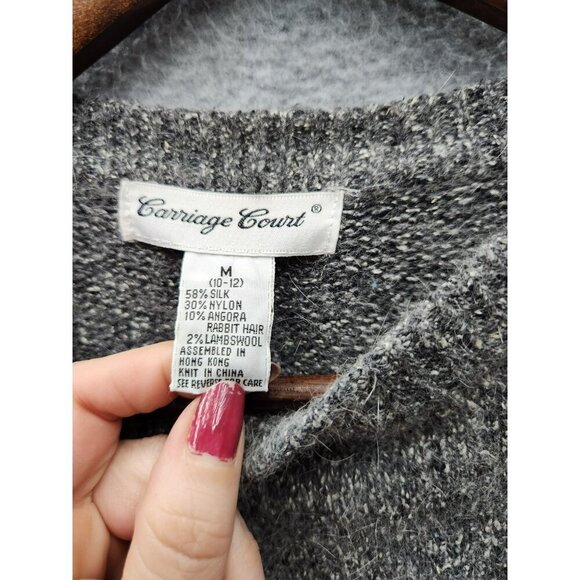 Carriage Court ®
M
(10-12)
58% SILK
30% NYLON
10% ANGORA
RABBIT HAIR
2% LAMBSWOOL
ASSEMBLED IN
HONG KONG
KNIT IN CHINA
SEE REVERSE FOR CARE